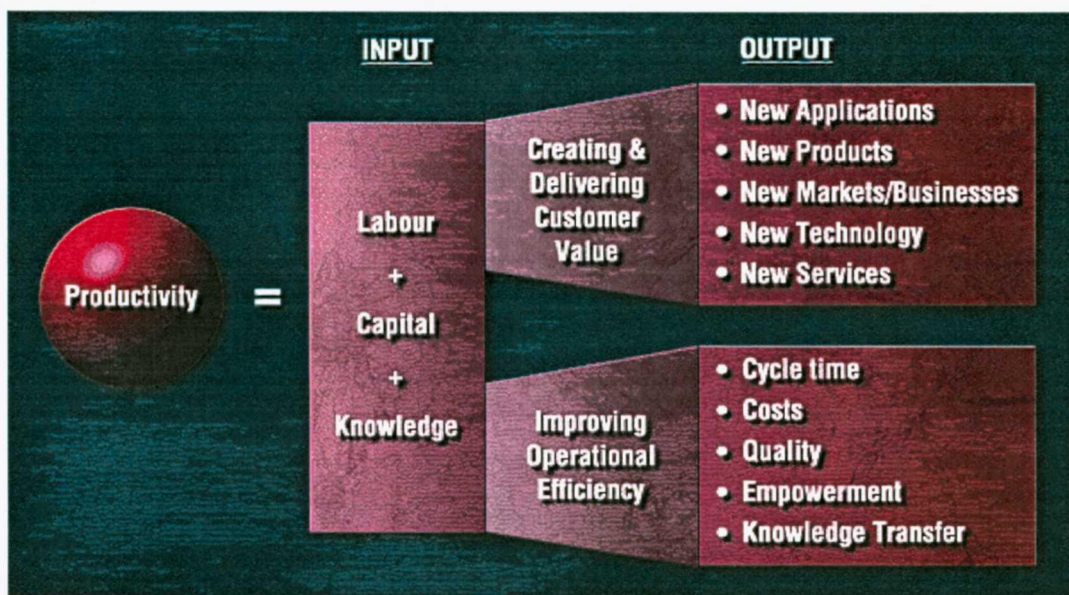 INPUT
OUTPUT
Productivity
=
Labour
+
Capital
+
Knowledge
Creating &
Delivering
Customer
Value
• New Applications
• New Products
• New Markets/Businesses
• New Technology
• New Services
Improving
Operational
Efficiency
• Cycle time
• Costs
• Quality
• Empowerment
• Knowledge Transfer